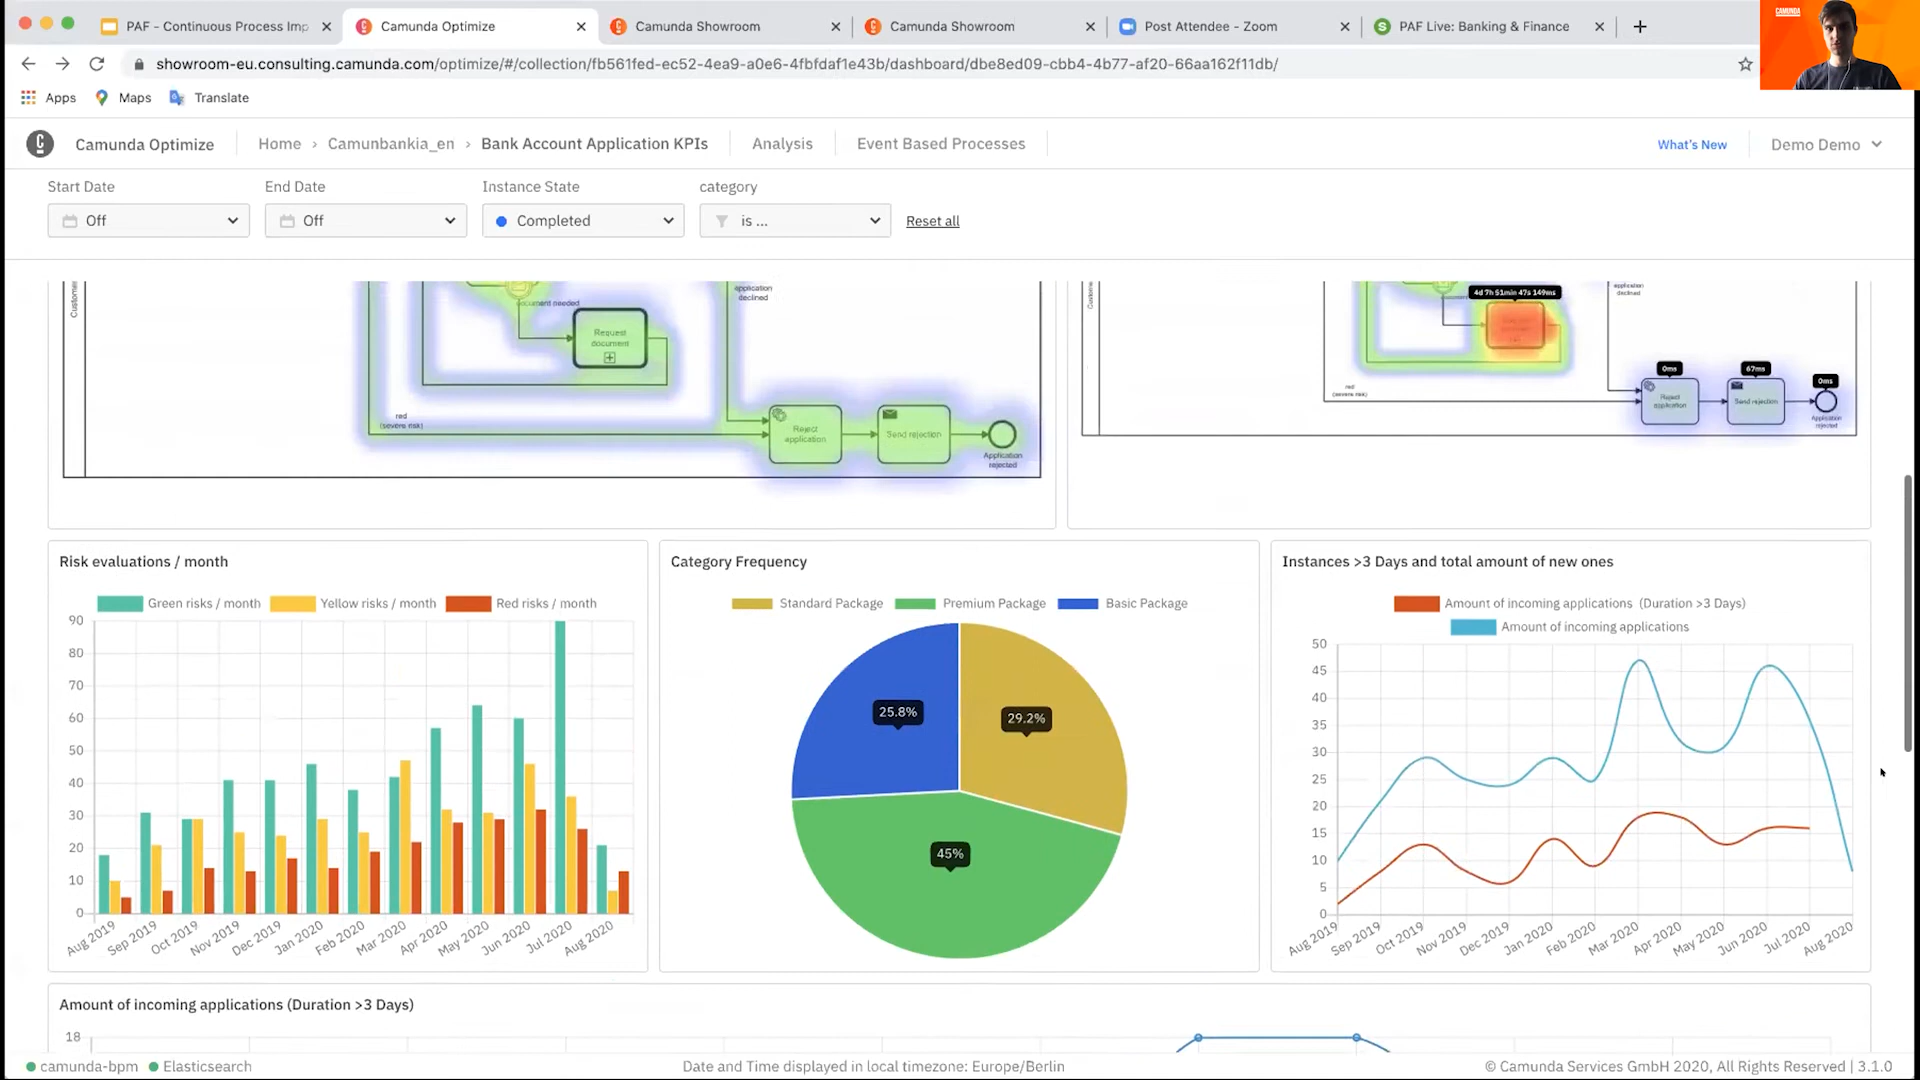 PAF - Continuous Process Imp
Camunda Optimize
Camunda Showroom
Camunda Showroom
Post Attendee - Zoom
PAF Live: Banking & Finance
CAMUNDA
showroom-eu.consulting.camunda.com/optimize/#/collection/fb561fed-ec52-4ea9-a0e6-4fbfdaf1e43b/dashboard/dbe8ed09-cbb4-4b77-af20-66aa162f11db/
Apps
Maps
Translate
Camunda Optimize
Home › Camunbankia_en › Bank Account Application KPIs
Analysis
Event Based Processes
What's New
Demo Demo
Start Date
End Date
Instance State
category
Off
Off
Completed
is ...
Reset all
Custome
document needed
Request
document
application
declined
red
(severe risk)
Reject
application
Send rejection
Application
rejected
4d 7h 51min 47s 149ms
application
declined
red
(severe risk)
0ms
67ms
0ms
Reject
application
Send rejection
Application
rejected
Risk evaluations / month
Green risks / month
Yellow risks / month
Red risks / month
90
80
70
60
50
40
30
20
10
0
Aug 2019
Sep 2019
Oct 2019
Nov 2019
Dec 2019
Jan 2020
Feb 2020
Mar 2020
Apr 2020
May 2020
Jun 2020
Jul 2020
Aug 2020
Category Frequency
Standard Package
Premium Package
Basic Package
25.8%
29.2%
45%
Instances >3 Days and total amount of new ones
Amount of incoming applications (Duration >3 Days)
Amount of incoming applications
50
45
40
35
30
25
20
15
10
5
0
Aug 2019
Sep 2019
Oct 2019
Nov 2019
Dec 2019
Jan 2020
Feb 2020
Mar 2020
Apr 2020
May 2020
Jun 2020
Jul 2020
Aug 2020
Amount of incoming applications (Duration >3 Days)
18
camunda-bpm
Elasticsearch
Date and Time displayed in local timezone: Europe/Berlin
© Camunda Services GmbH 2020, All Rights Reserved | 3.1.0